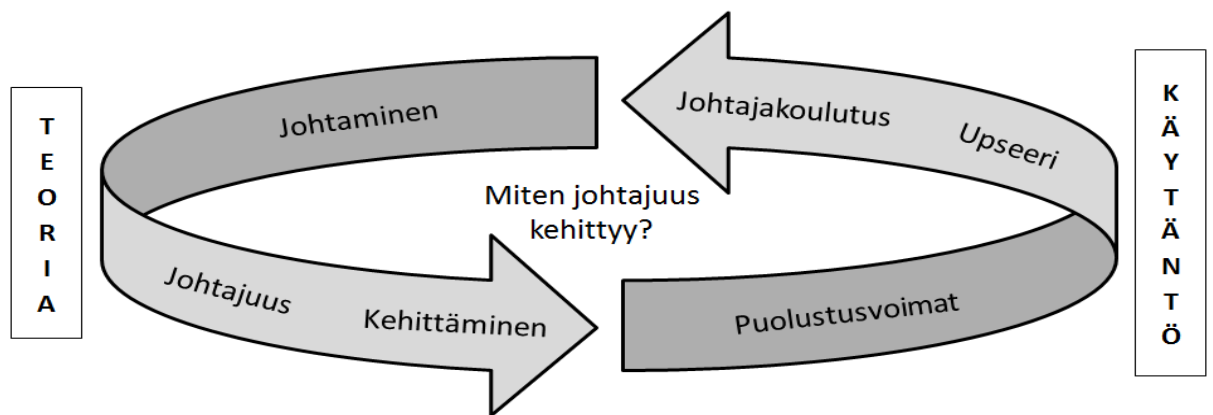 TEORIA
Johtaminen
Johtajuus
Kehittäminen
Miten johtajuus
kehittyy?
Johtajakoulutus
Upseeri
Puolustusvoimat
KÄYTÄNTÖ